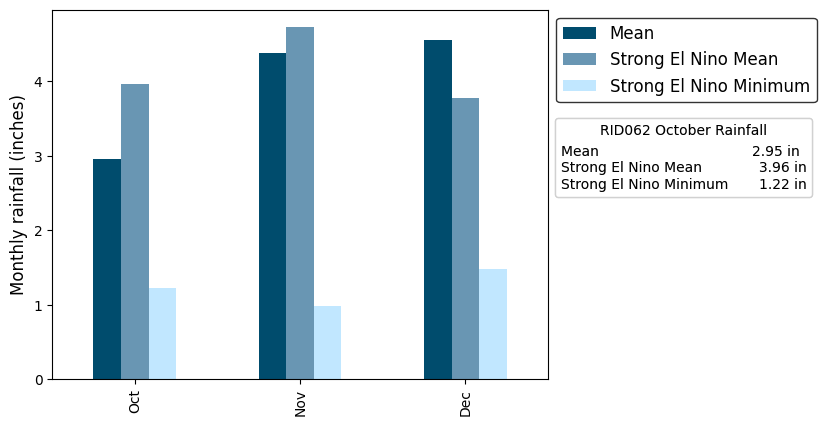 Monthly rainfall (inches)
4
3
2
1
0
Oct
Nov
Dec
Mean
Strong El Nino Mean
Strong El Nino Minimum
RID062 October Rainfall
Mean 2.95 in
Strong El Nino Mean 3.96 in
Strong El Nino Minimum 1.22 in